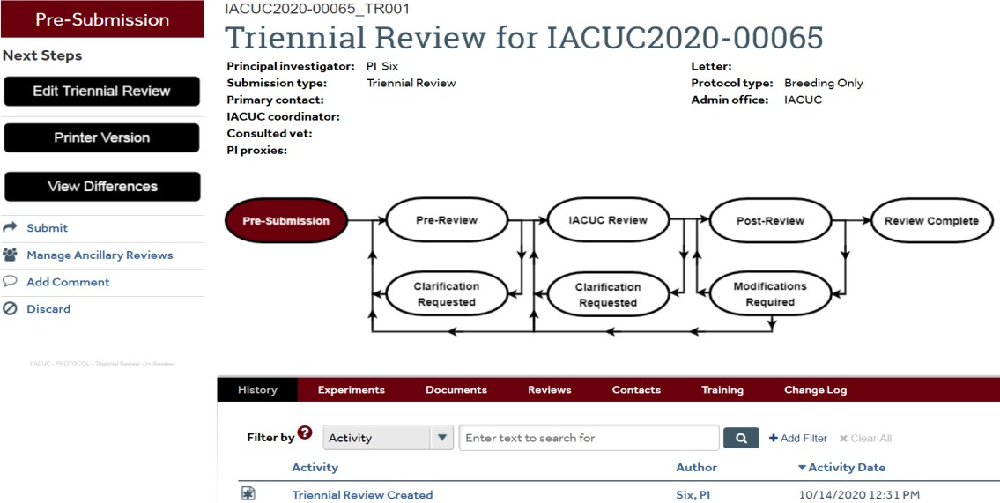 Pre-Submission
Next Steps
Edit Triennial Review
Printer Version
View Differences
Submit
Manage Ancillary Reviews
Add Comment
Discard
(IACUC - PROTOCOL - Triennial Review - In-Review)
IACUC2020-00065_TR001
Triennial Review for IACUC2020-00065
Principal investigator: PI Six
Submission type: Triennial Review
Primary contact:
IACUC coordinator:
Consulted vet:
PI proxies:
Letter:
Protocol type: Breeding Only
Admin office: IACUC
Pre-Submission
Pre-Review
IACUC Review
Post-Review
Review Complete
Clarification
Requested
Clarification
Requested
Modifications
Required
History Experiments Documents Reviews Contacts Training Change Log
Filter by ? Activity Enter text to search for + Add Filter × Clear All
Activity Author Activity Date
Triennial Review Created Six, PI 10/14/2020 12:31 PM